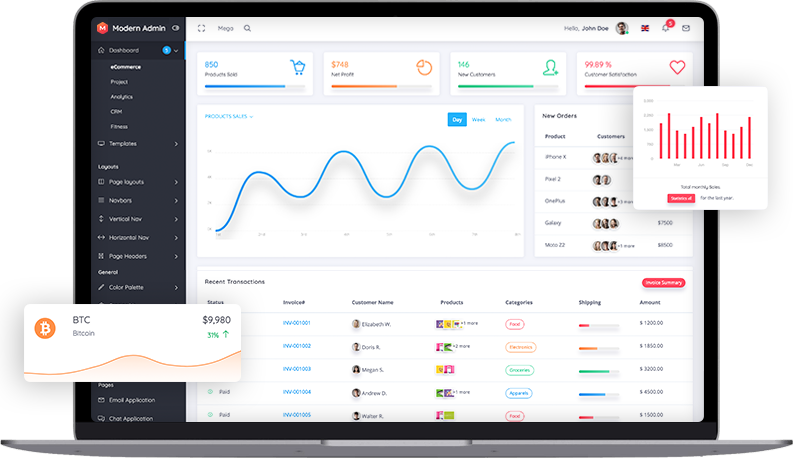 Modern Admin
Mega
Hello, John Doe
5
Dashboard
5
eCommerce
Project
Analytics
CRM
Fitness
Templates
Layouts
Page layouts
Navbars
Vertical Nav
Horizontal Nav
Page Headers
General
Color Palette
Pages
Email Application
Chat Application
850
Products Sold
$748
Net Profit
146
New Customers
99.89 %
Customer Satisfaction
PRODUCTS SALES
Day
Week
Month
New Orders
Product
Customers
iPhone X
+4 more
Pixel 2
OnePlus
+3 more
Galaxy
$7500
Moto Z2
+1 more
$8500
Total monthly Sales
Statistics
for the last year.
Recent Transactions
Invoice Summary
Status
Invoice#
Customer Name
Products
Categories
Shipping
Amount
INV-001001
Elizabeth W.
+1 more
Food
$ 1200.00
INV-001002
Doris R.
+2 more
Electronics
$ 1850.00
INV-001003
Megan S.
Groceries
$ 3200.00
Paid
INV-001004
Andrew D.
+1 more
Apparels
$ 4500.00
Paid
INV-001005
Walter R.
Food
$ 1500.00
BTC
Bitcoin
$9,980
31%